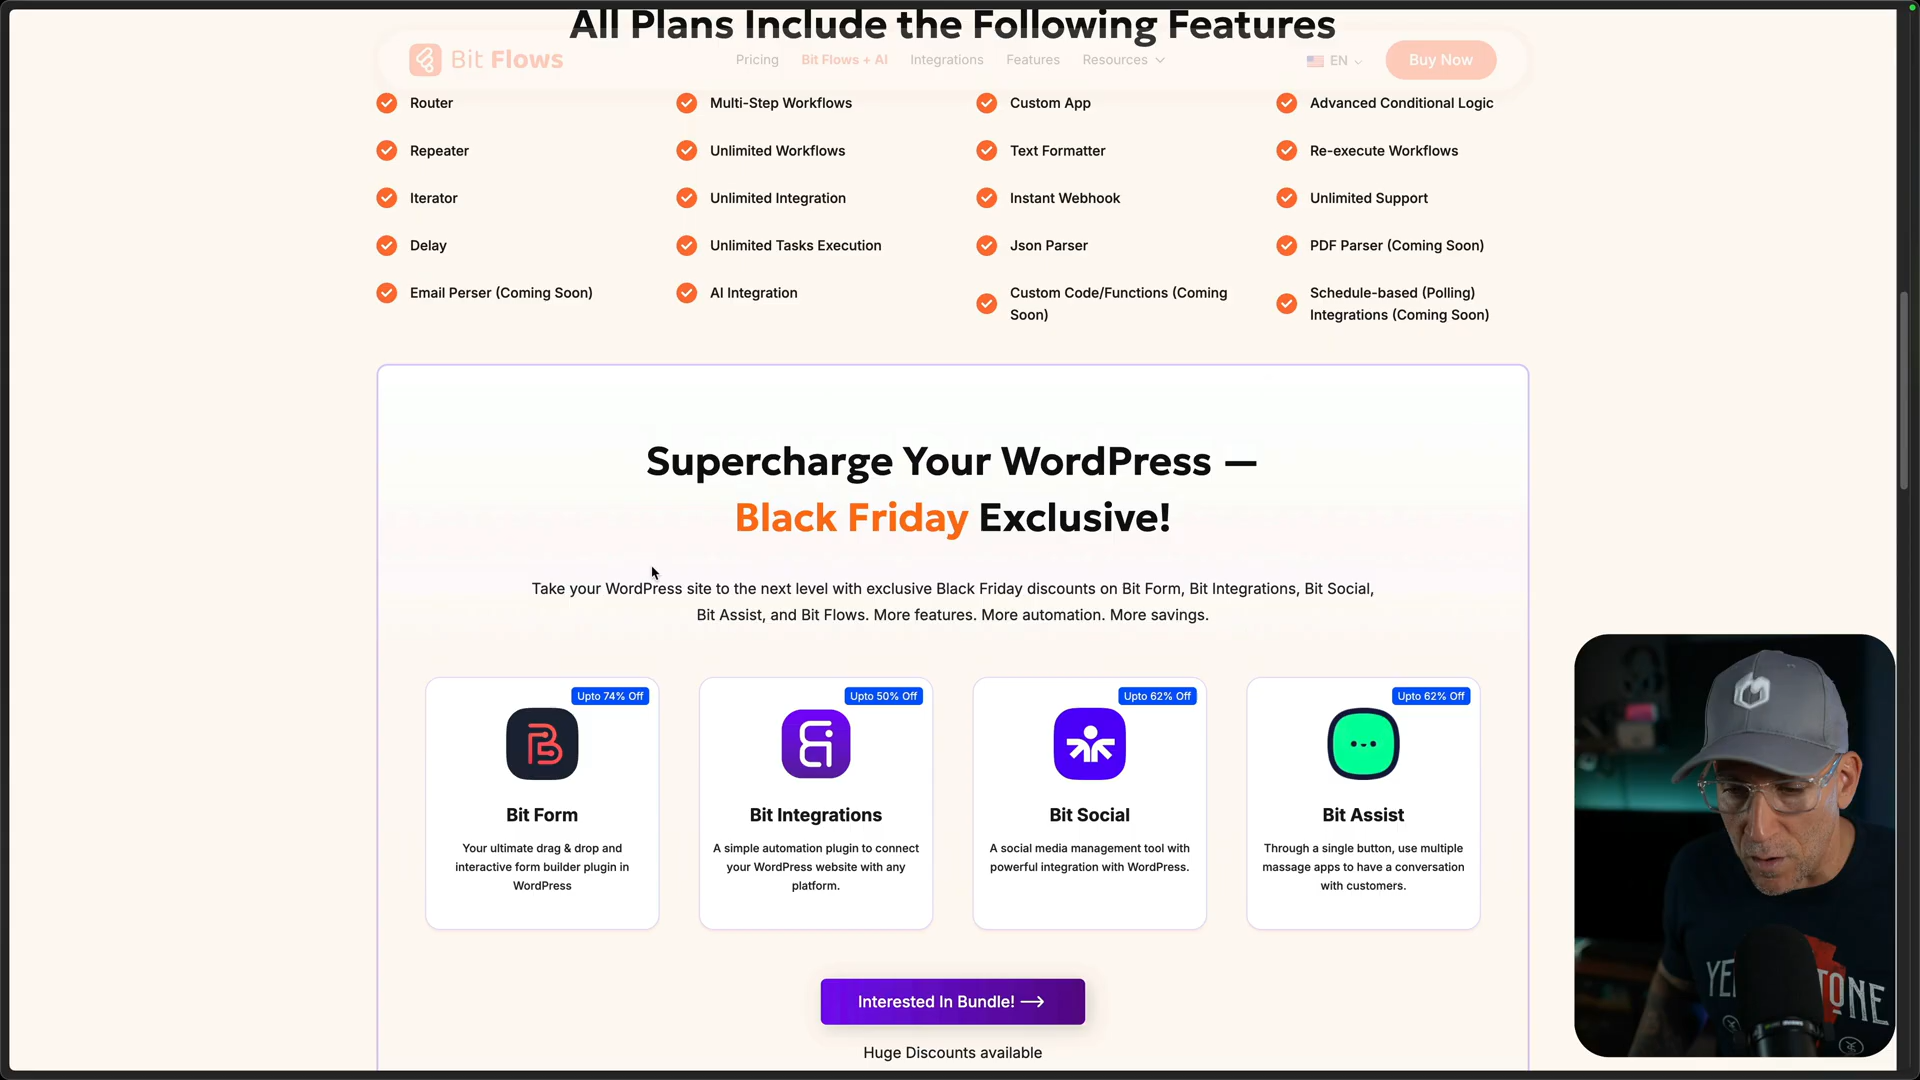 All Plans Include the Following Features
Bit Flows
Pricing
Bit Flows + AI
Integrations
Features
Resources
EN
Buy Now
Router
Multi-Step Workflows
Custom App
Advanced Conditional Logic
Repeater
Unlimited Workflows
Text Formatter
Re-execute Workflows
Iterator
Unlimited Integration
Instant Webhook
Unlimited Support
Delay
Unlimited Tasks Execution
Json Parser
PDF Parser (Coming Soon)
Email Perser (Coming Soon)
AI Integration
Custom Code/Functions (Coming
Soon)
Schedule-based (Polling)
Integrations (Coming Soon)
Supercharge Your WordPress —
Black Friday Exclusive!
Take your WordPress site to the next level with exclusive Black Friday discounts on Bit Form, Bit Integrations, Bit Social,
Bit Assist, and Bit Flows. More features. More automation. More savings.
Upto 74% Off
Bit Form
Your ultimate drag & drop and
interactive form builder plugin in
WordPress
Upto 50% Off
Bit Integrations
A simple automation plugin to connect
your WordPress website with any
platform.
Upto 62% Off
Bit Social
A social media management tool with
powerful integration with WordPress.
Upto 62% Off
Bit Assist
Through a single button, use multiple
massage apps to have a conversation
with customers.
Interested In Bundle! →
Huge Discounts available